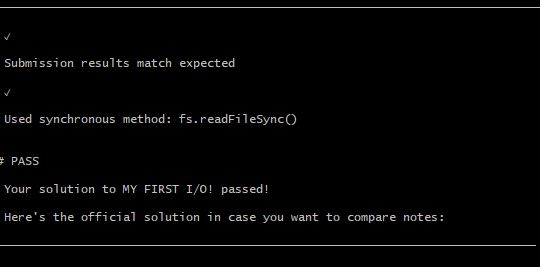 ✓
Submission results match expected
✓
Used synchronous method: fs.readFileSync()
# PASS
Your solution to MY FIRST I/O! passed!
Here's the official solution in case you want to compare notes: